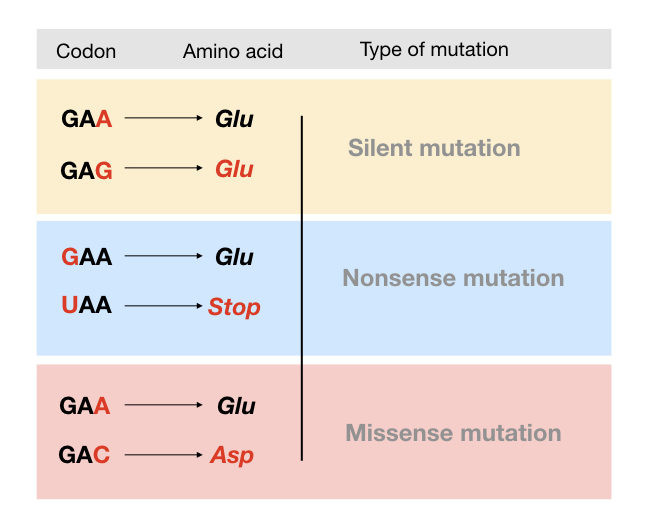 Codon Amino acid Type of mutation
GAA Glu
Silent mutation
GAG Glu
GAA Glu
Nonsense mutation
UAA Stop
GAA Glu
Missense mutation
GAC Asp